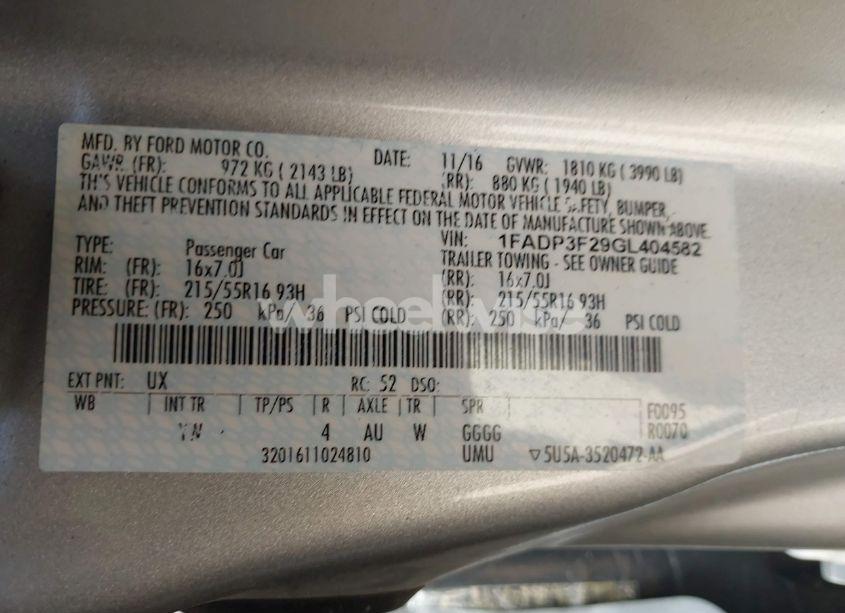 MFD. BY FORD MOTOR CO. DATE: 11/16 GVWR: 1810 KG ( 3990 LB)
GAWR (FR): 972 KG ( 2143 LB) (RR): 880 KG ( 1940 LB)
THIS VEHICLE CONFORMS TO ALL APPLICABLE FEDERAL MOTOR VEHICLE SAFETY, BUMPER,
AND THEFT PREVENTION STANDARDS IN EFFECT ON THE DATE OF MANUFACTURE SHOWN ABOVE.
VIN: 1FADP3F29GL404582
TYPE: Passenger Car TRAILER TOWING - SEE OWNER GUIDE
RIM: (FR): 16x7.0J (RR): 16x7.0J
TIRE: (FR): 215/55R16 93H (RR): 215/55R16 93H
PRESSURE: (FR): 250 kPa/ 36 PSI COLD (RR): 250 kPa/ 36 PSI COLD
wheelwise
EXT PNT: UX RC: 52 DSO:
WB INT TR TP/PS R AXLE TR SPR F0095
4 AU W GGGG R0070
3201611024810 UMU ▽5U5A-3520472-AA